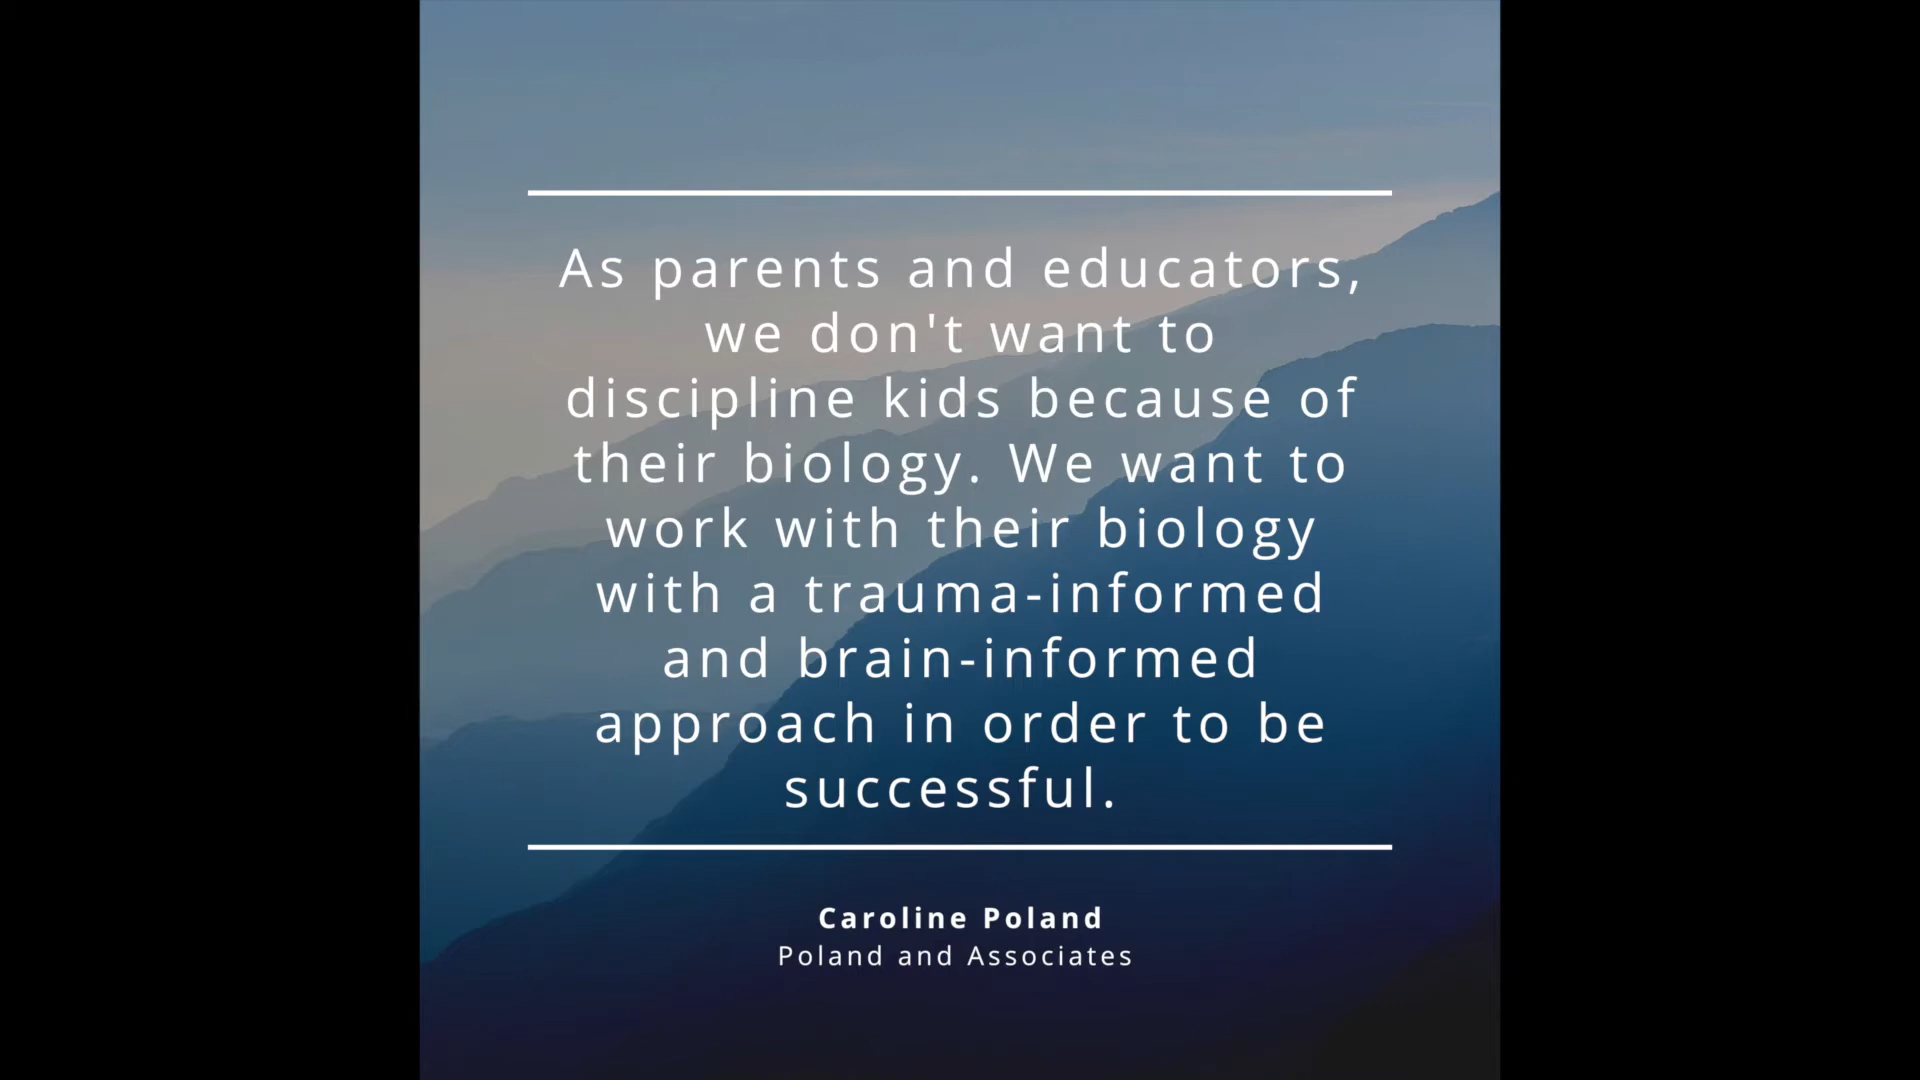 As parents and educators,
we don't want to
discipline kids because of
their biology. We want to
work with their biology
with a trauma-informed
and brain-informed
approach in order to be
successful.
Caroline Poland
Poland and Associates